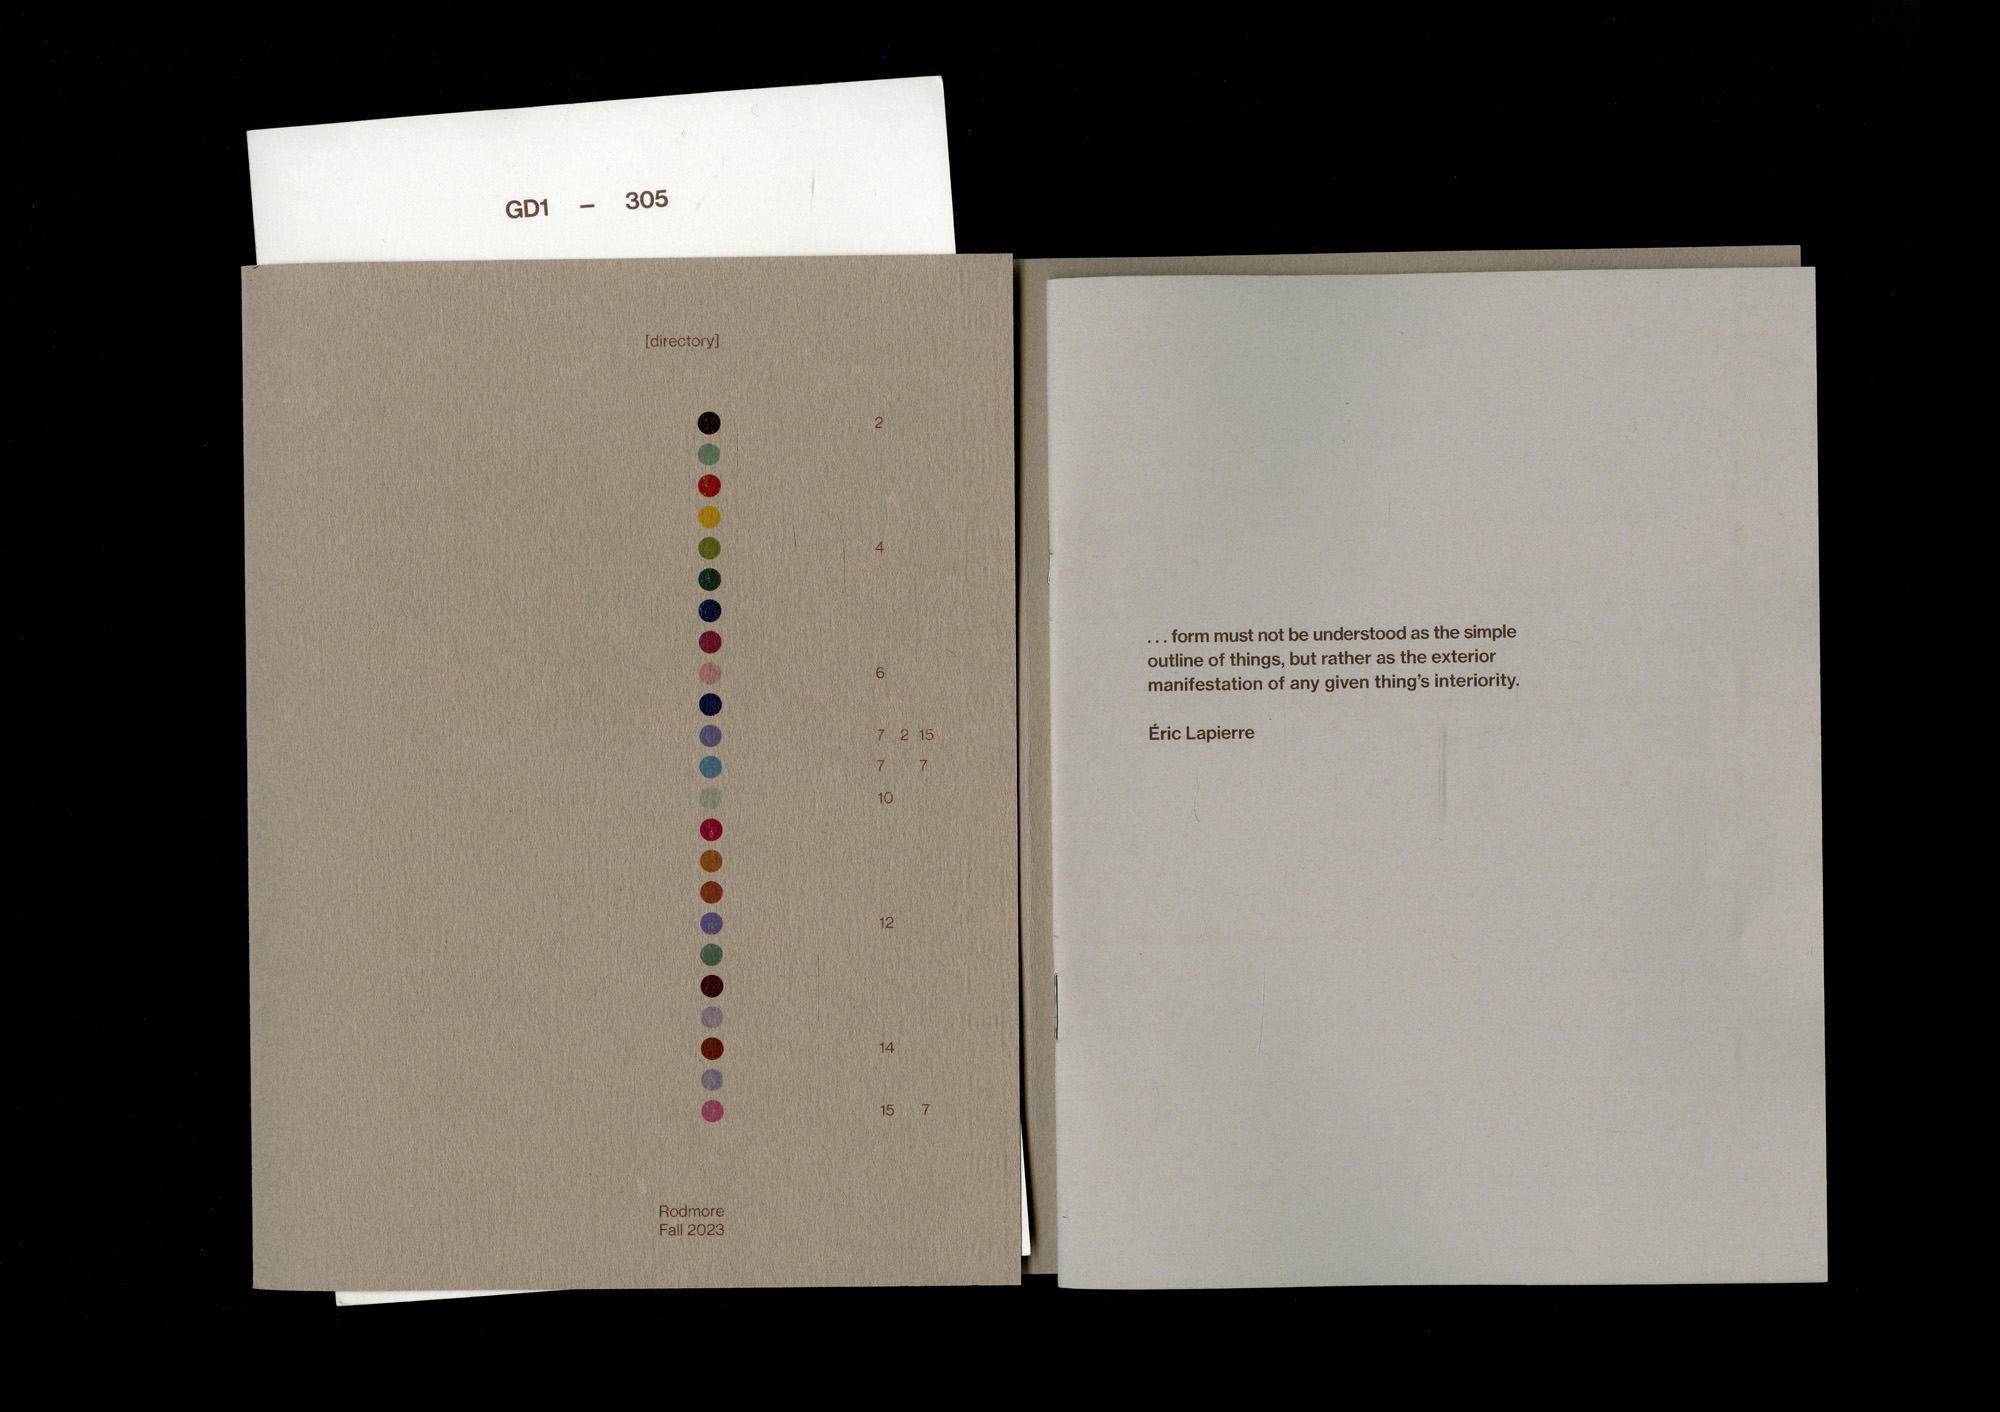 GD1 – 305
[directory]
2
4
6
7 2 15
7 7
10
12
14
15 7
Rodmore
Fall 2023
. . . form must not be understood as the simple
outline of things, but rather as the exterior
manifestation of any given thing’s interiority.
Éric Lapierre